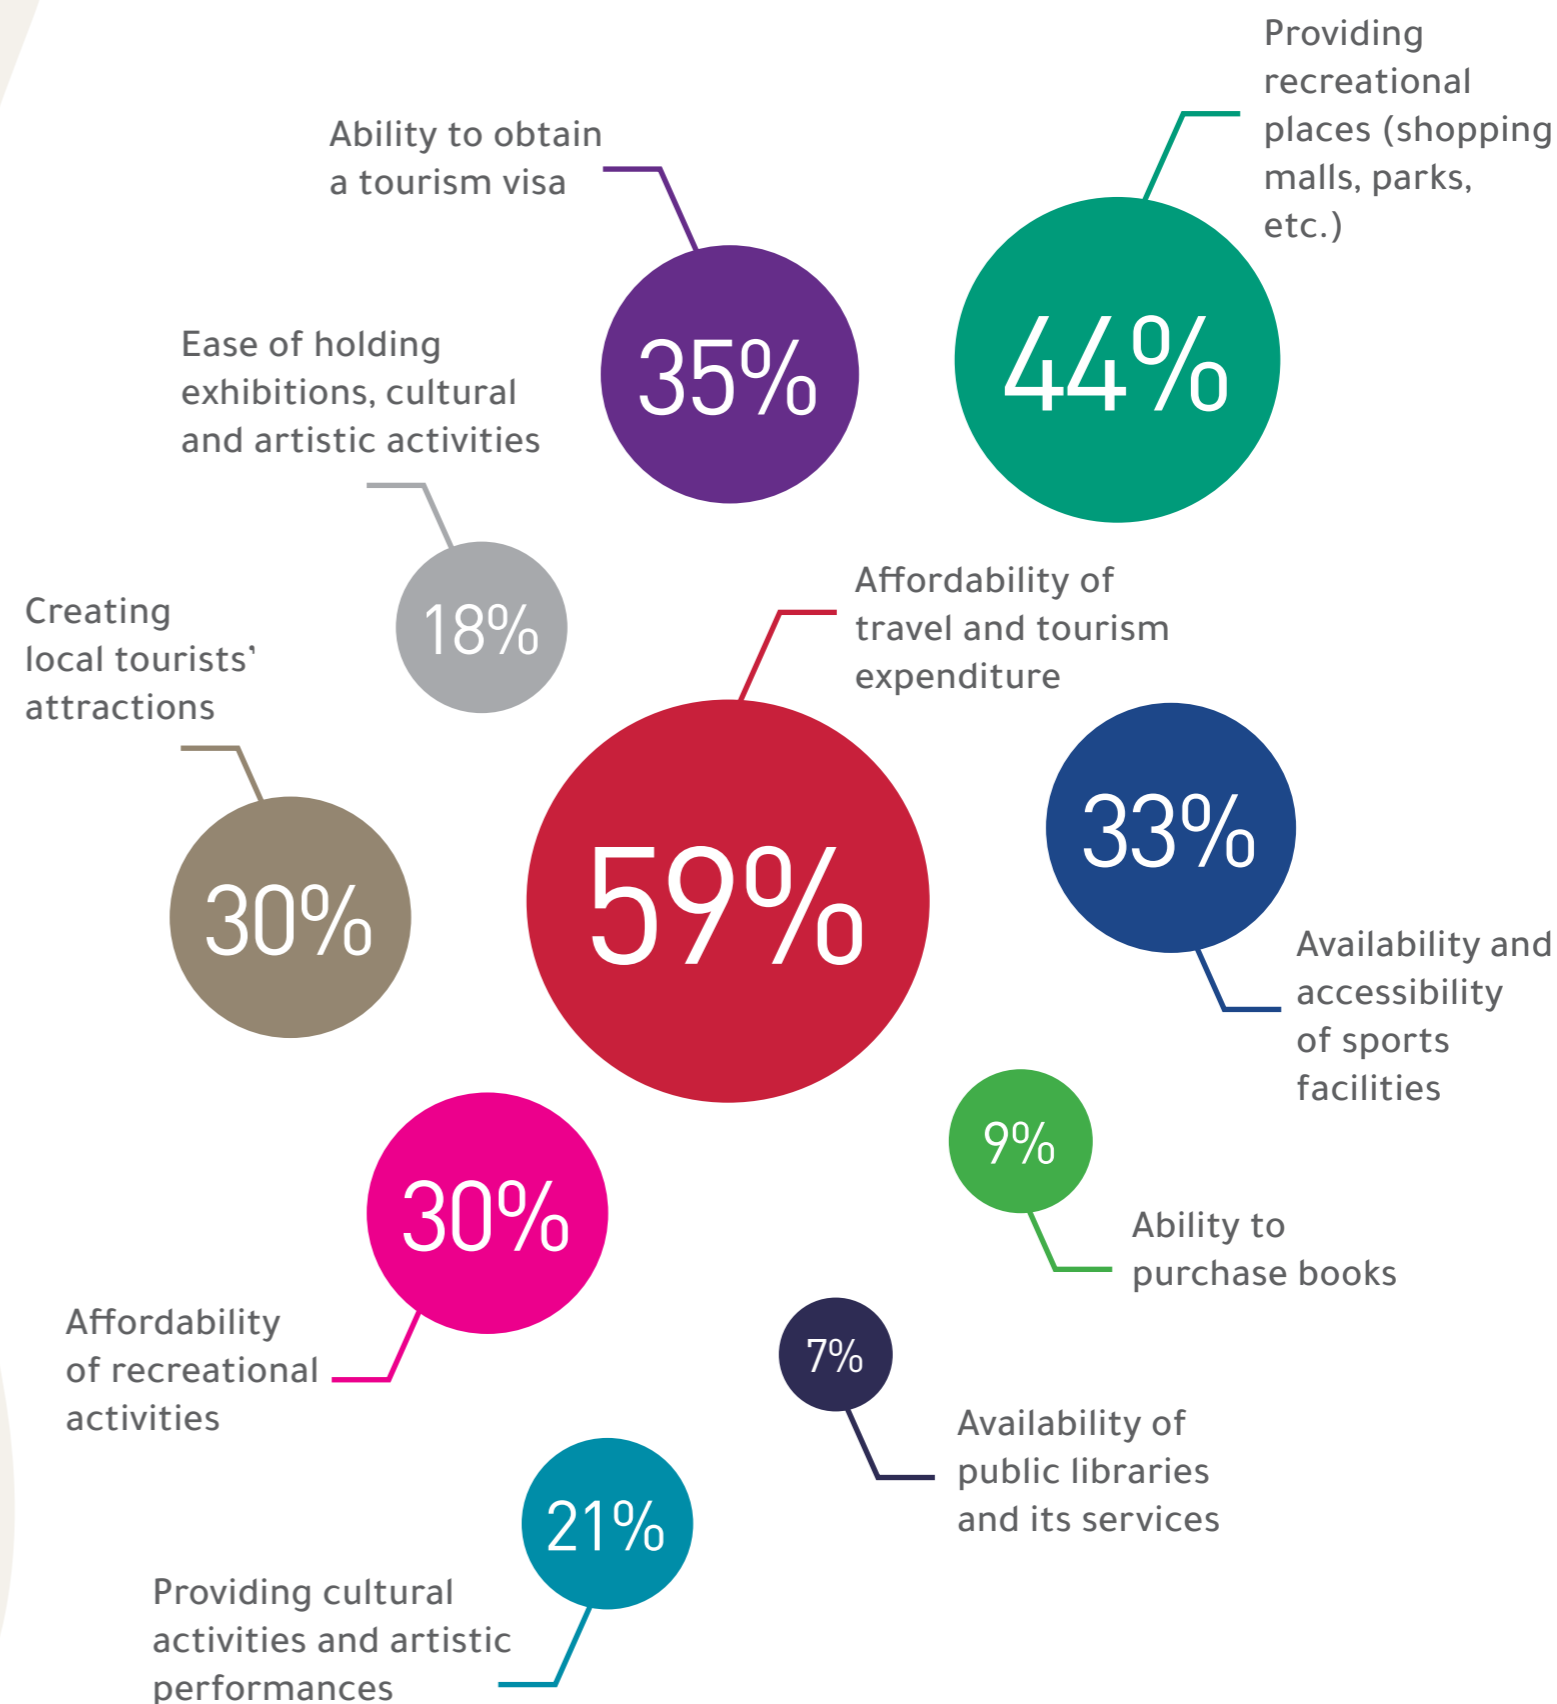 Providing
recreational
places (shopping
malls, parks,
etc.)
44%
Ability to obtain
a tourism visa
35%
Ease of holding
exhibitions, cultural
and artistic activities
18%
Affordability of
travel and tourism
expenditure
59%
Creating
local tourists'
attractions
30%
33%
Availability and
accessibility
of sports
facilities
9%
Ability to
purchase books
30%
Affordability
of recreational
activities
7%
Availability of
public libraries
and its services
21%
Providing cultural
activities and artistic
performances